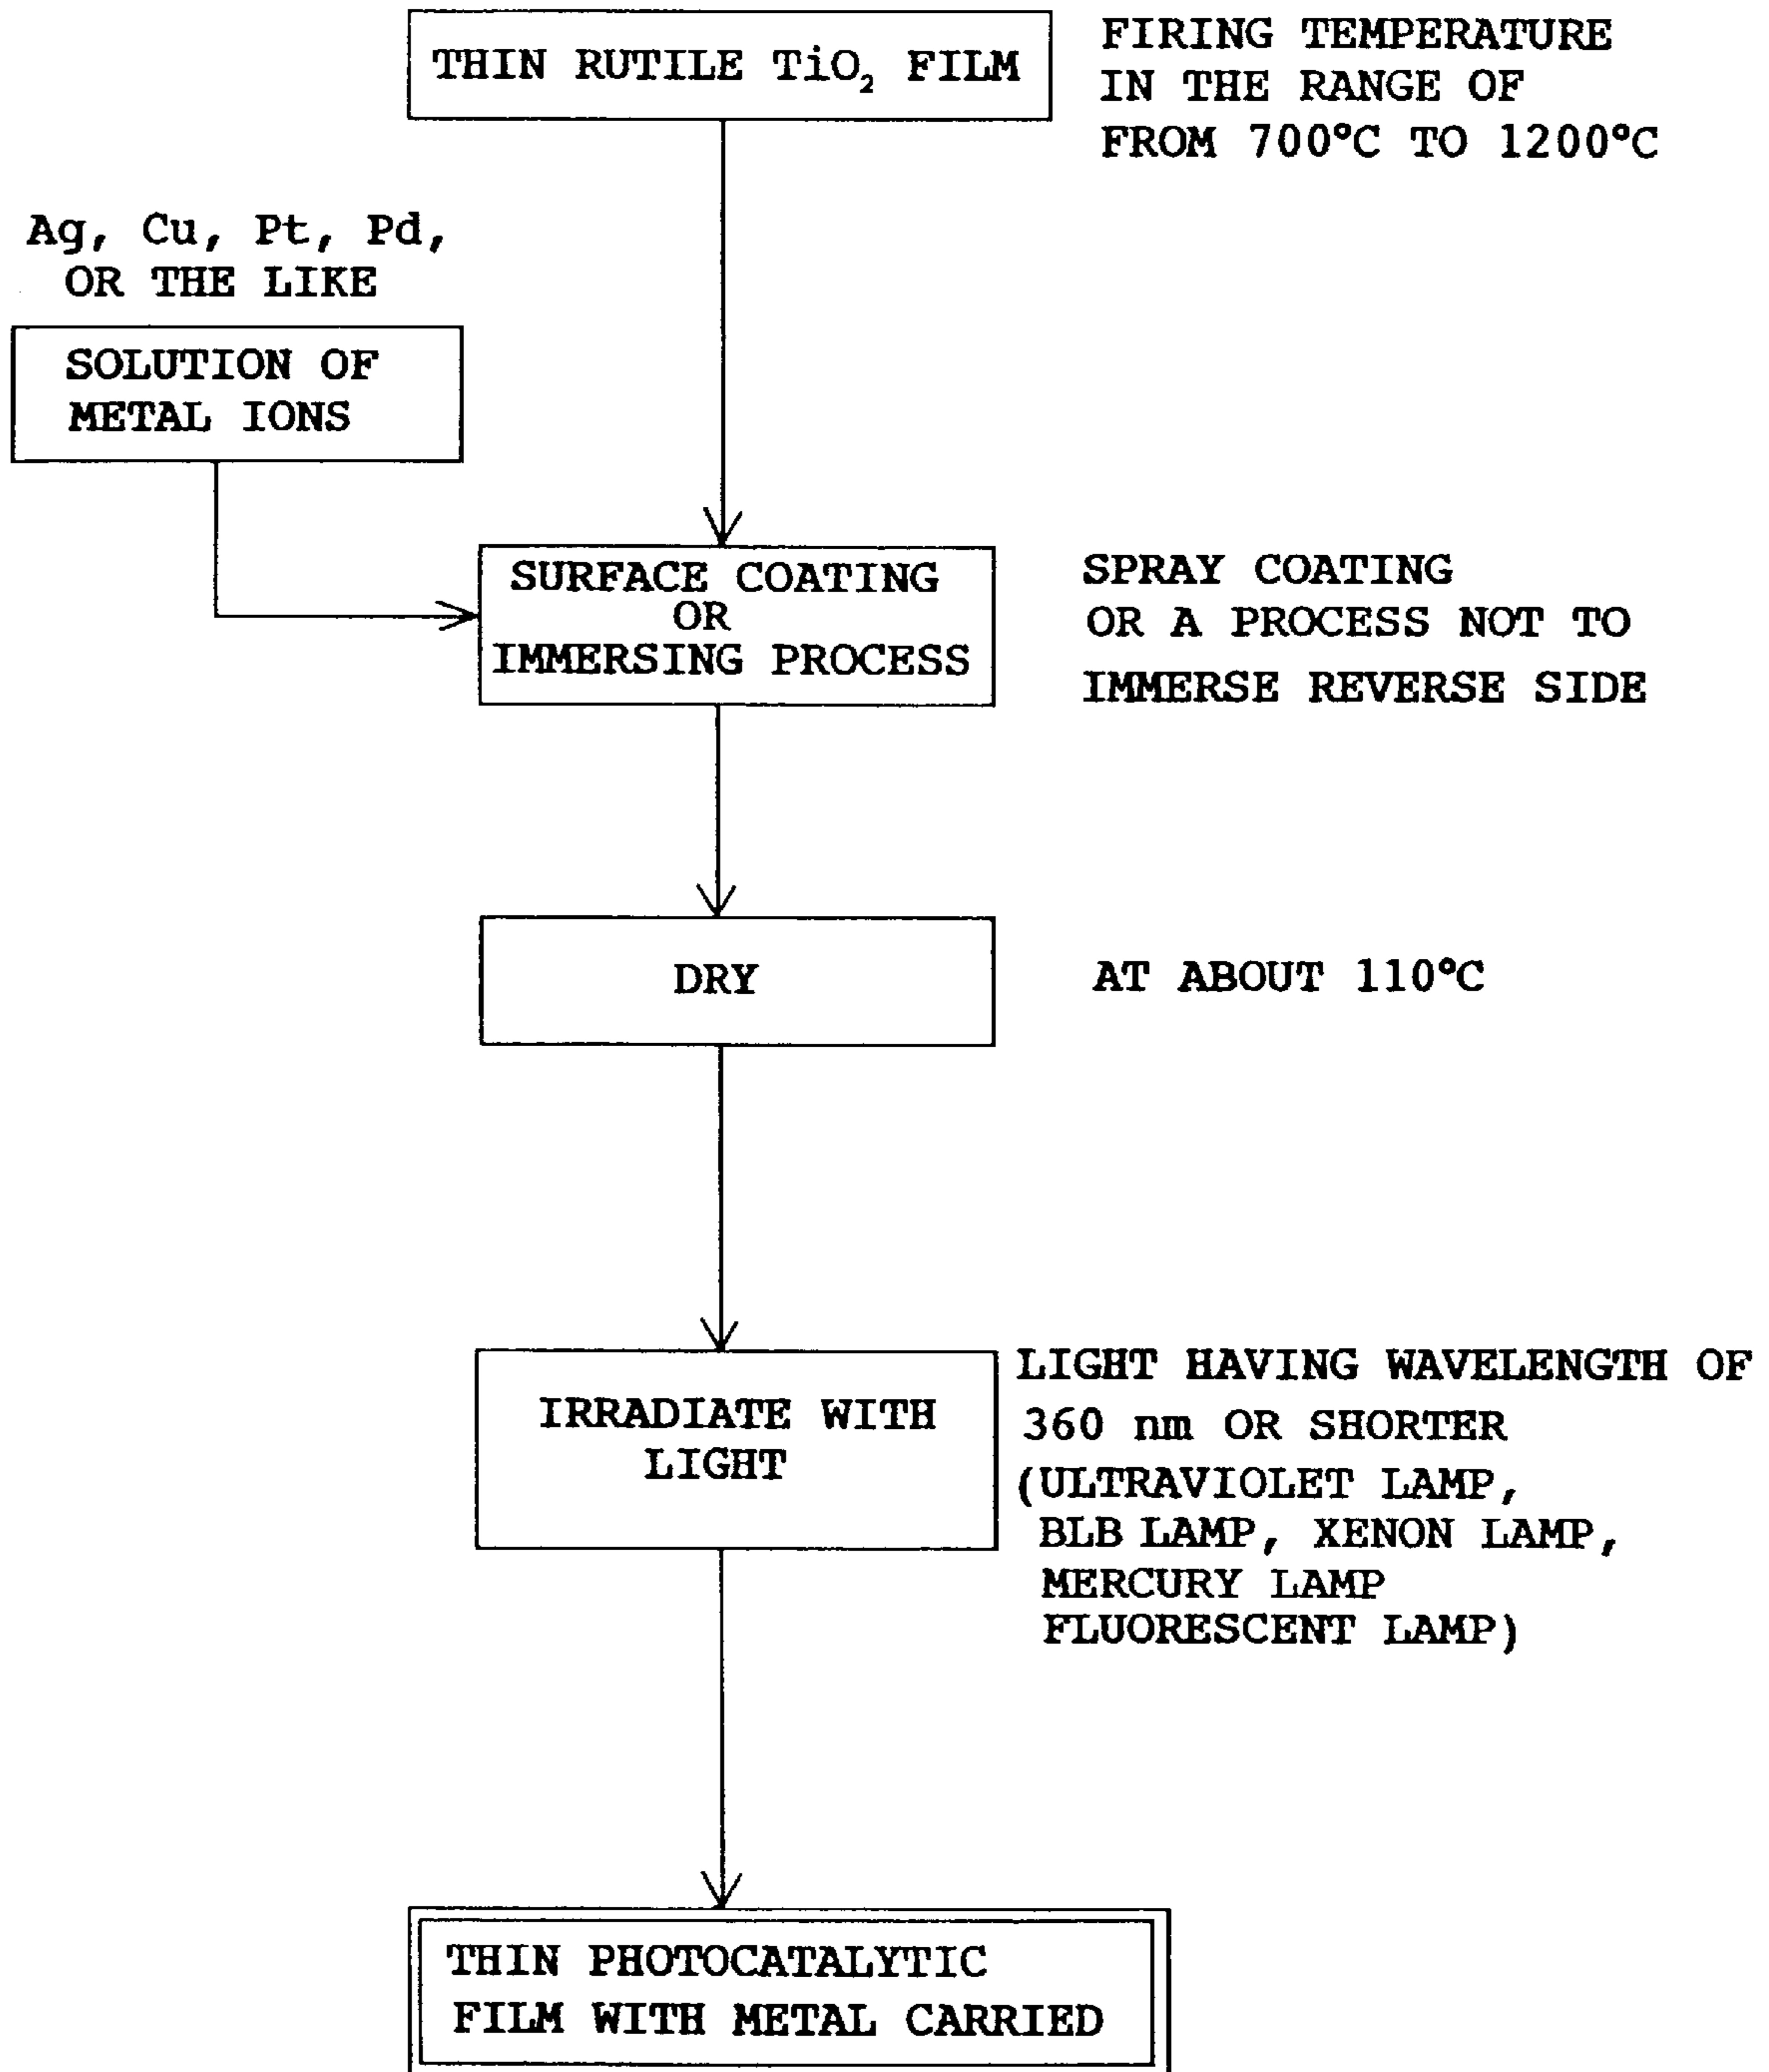 THIN RUTILE TiO₂ FILM
FIRING TEMPERATURE
IN THE RANGE OF
FROM 700°C TO 1200°C
Ag, Cu, Pt, Pd,
OR THE LIKE
SOLUTION OF
METAL IONS
SURFACE COATING
OR
IMMERSING PROCESS
SPRAY COATING
OR A PROCESS NOT TO
IMMERSE REVERSE SIDE
DRY
AT ABOUT 110°C
IRRADIATE WITH
LIGHT
LIGHT HAVING WAVELENGTH OF
360 nm OR SHORTER
(ULTRAVIOLET LAMP,
BLB LAMP, XENON LAMP,
MERCURY LAMP
FLUORESCENT LAMP)
THIN PHOTOCATALYTIC
FILM WITH METAL CARRIED